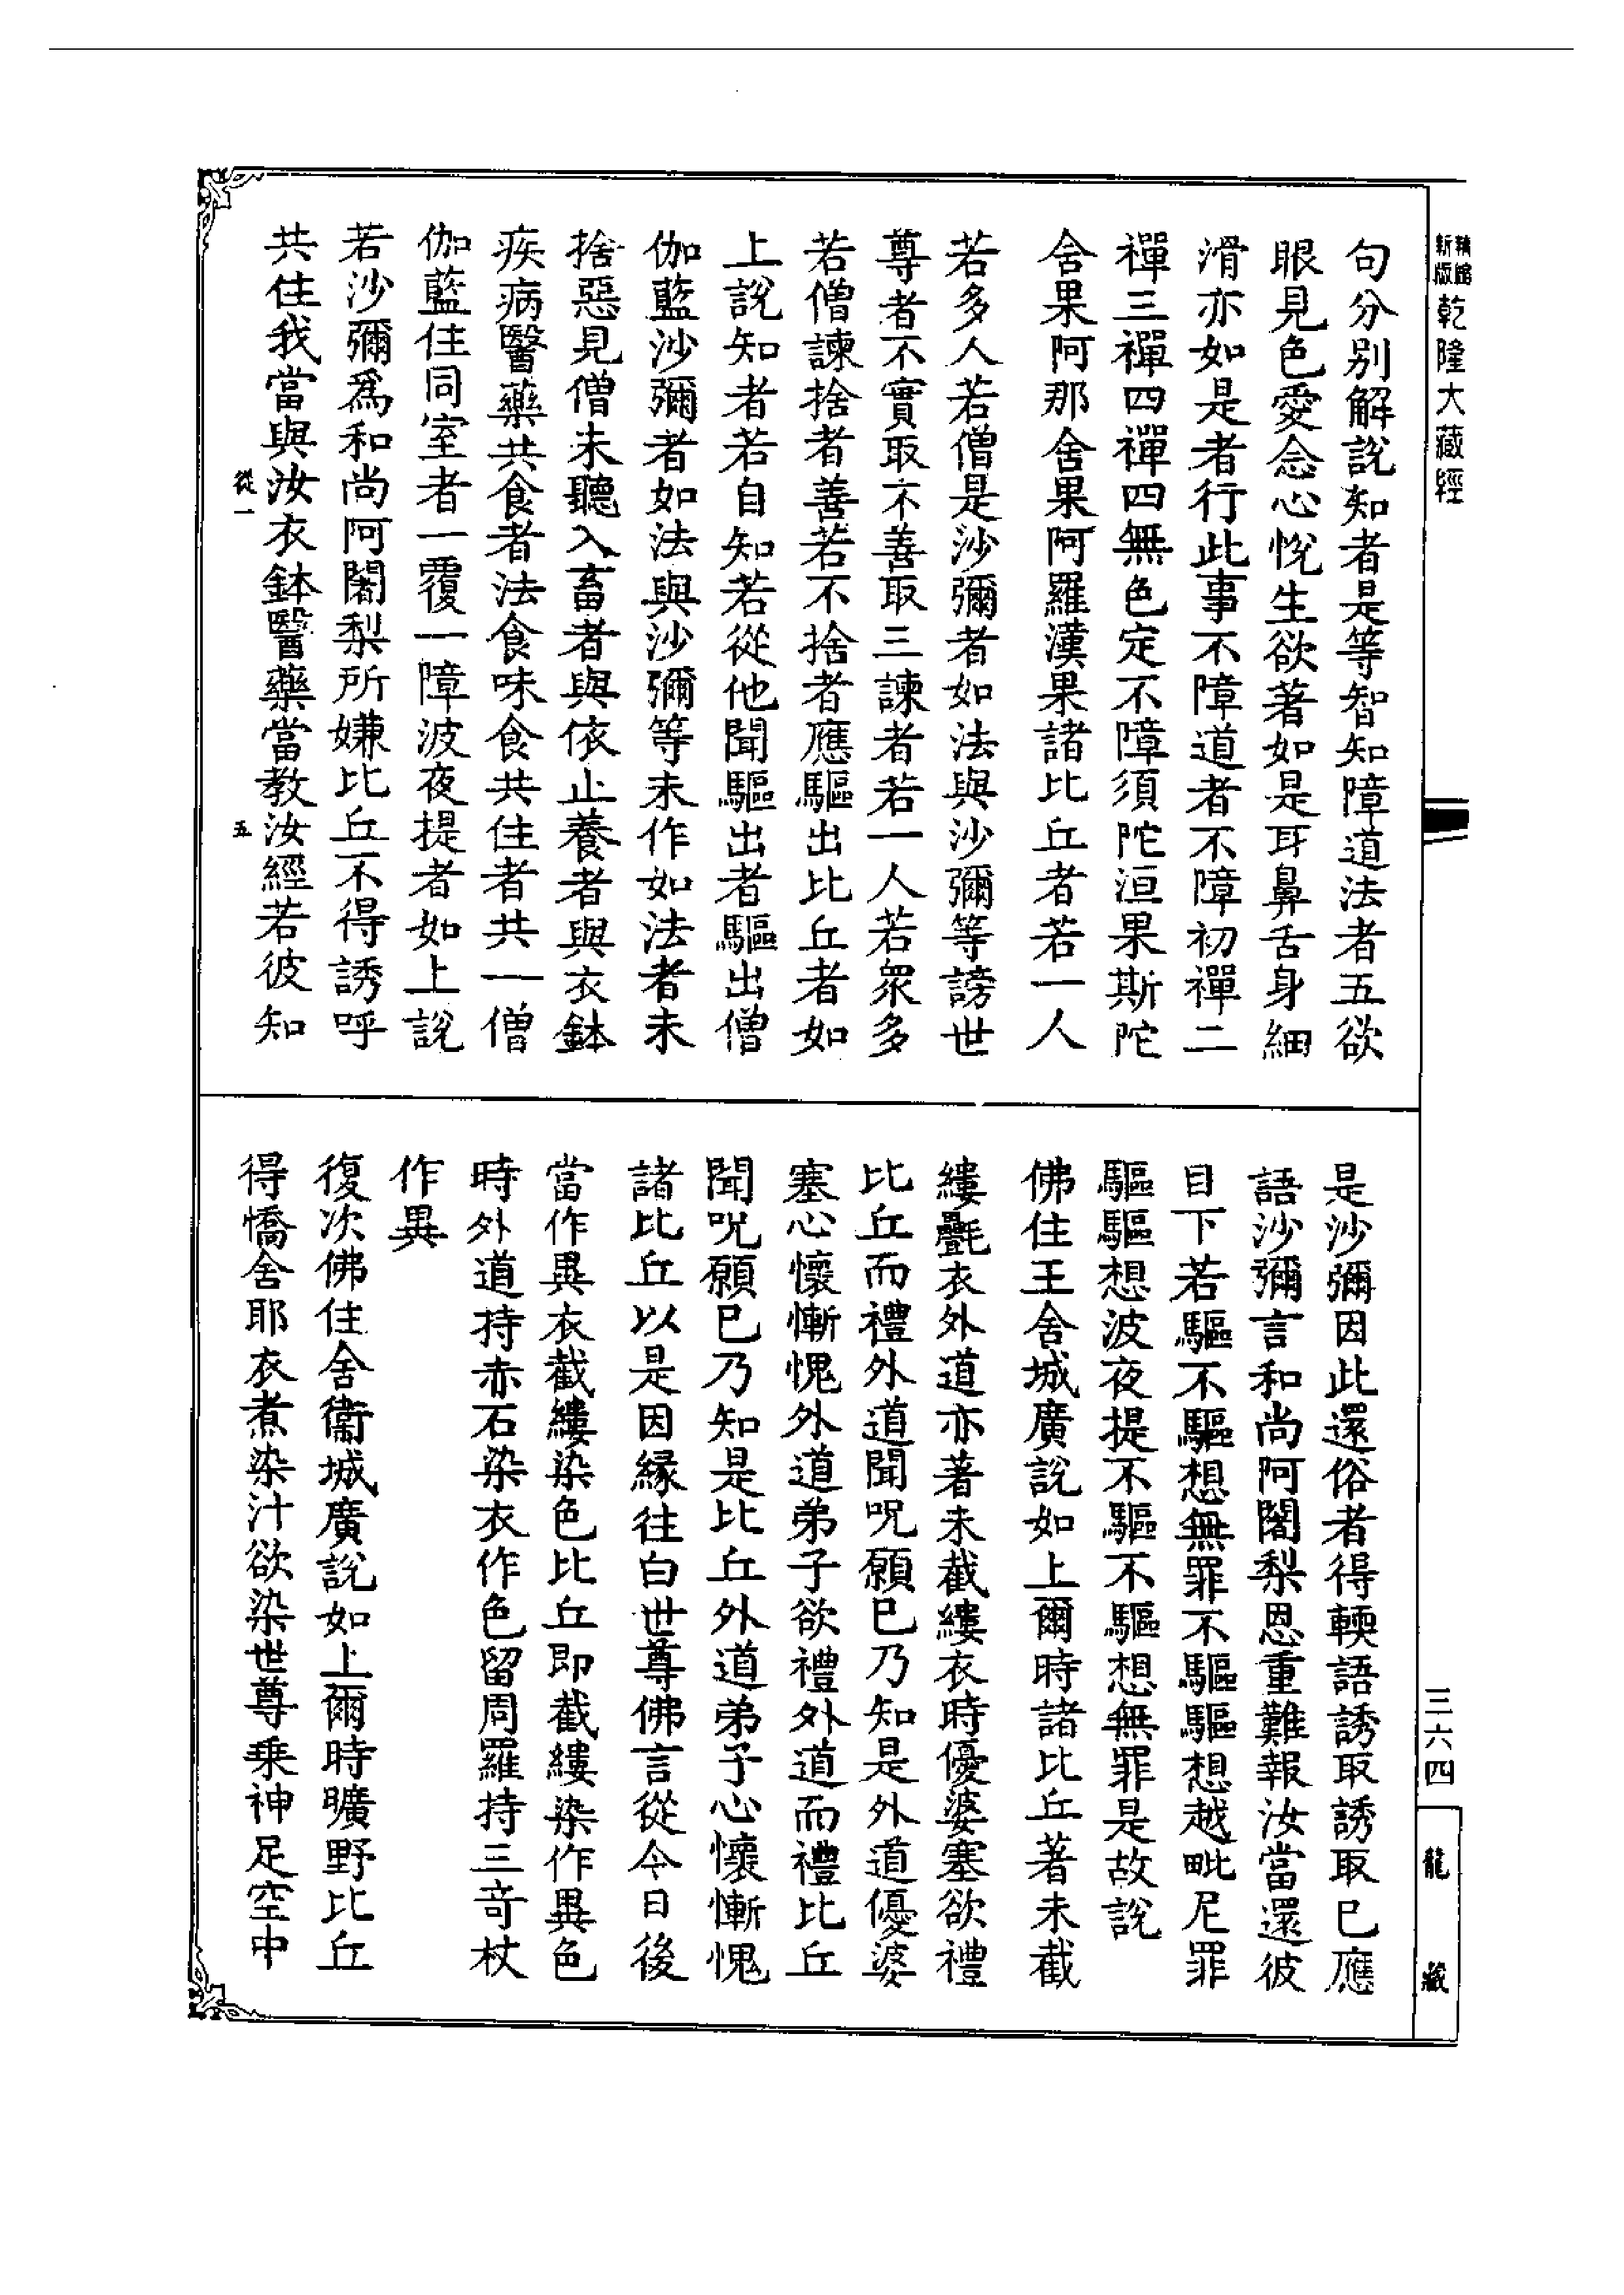 新版精縮乾隆大藏經
三六四
龍藏
句分別解說知者是等智知障道法者五欲
眼見色愛念心悅生欲著如是耳鼻舌身細
滑亦如是者行此事不障道者不障初禪二
禪三禪四禪四無色定不障須陀洹果斯陀
含果阿那含果阿羅漢果諸比丘者若一人
若多人若僧是沙彌者如法與沙彌等謗世
尊者不實取不善取三諫者若一人若眾多
若僧諫捨者善若不捨者應驅出比丘者如
上說知者若自知若從他聞驅出者驅出僧
伽藍沙彌者如法與沙彌等未作如法者未
捨惡見僧未聽入畜者與依止養者與衣鉢
疾病醫藥共食者法食味食共住者共一僧
伽藍住同室者一覆一障波夜提者如上說
若沙彌為和尚阿闍梨所嫌比丘不得誘呼
共住我當與汝衣鉢醫藥當教汝經若彼知
從一 五
是沙彌因此還俗者得輭語誘取誘取已應
語沙彌言和尚阿闍梨恩重難報汝當還彼
目下若驅不驅想無罪不驅驅想越毗尼罪
驅驅想波夜提不驅不驅想無罪是故說
佛住王舍城廣說如上爾時諸比丘著未截
縷㲲衣外道亦著未截縷衣時優婆塞欲禮
比丘而禮外道聞呪願已乃知是外道優婆
塞心懷慚愧外道弟子欲禮外道而禮比丘
聞呪願已乃知是比丘外道弟子心懷慚愧
諸比丘以是因緣往白世尊佛言從今日後
當作異衣截縷染色比丘即截縷染作異色
時外道持赤石染衣作色留周羅持三奇杖
作異
復次佛住舍衛城廣說如上爾時曠野比丘
得憍舍耶衣煮染汁欲染世尊乘神足空中